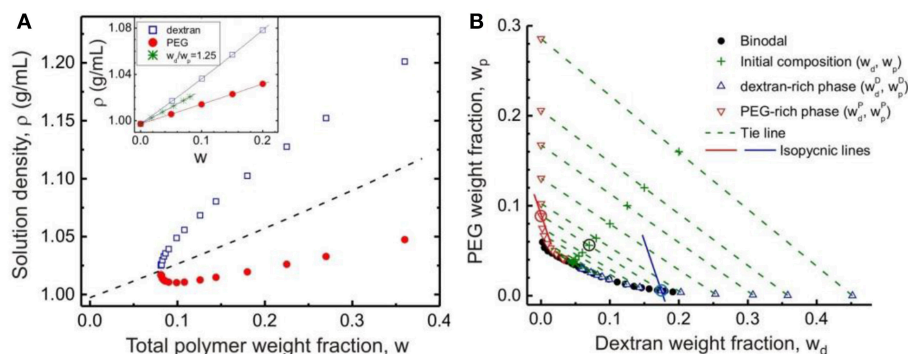 A
Solution density, ρ (g/mL)
1.20
1.15
1.10
1.05
1.00
0.0
0.1
0.2
0.3
0.4
Total polymer weight fraction, w
ρ (g/mL)
1.08
1.04
1.00
dextran
PEG
w_d/w_p=1.25
0.0
0.1
0.2
w
B
PEG weight fraction, w_p
0.3
0.2
0.1
0.0
Binodal
Initial composition (w_d, w_p)
dextran-rich phase (w_d^D, w_p^D)
PEG-rich phase (w_d^P, w_p^P)
Tie line
Isopycnic lines
0.0
0.1
0.2
0.3
0.4
Dextran weight fraction, w_d